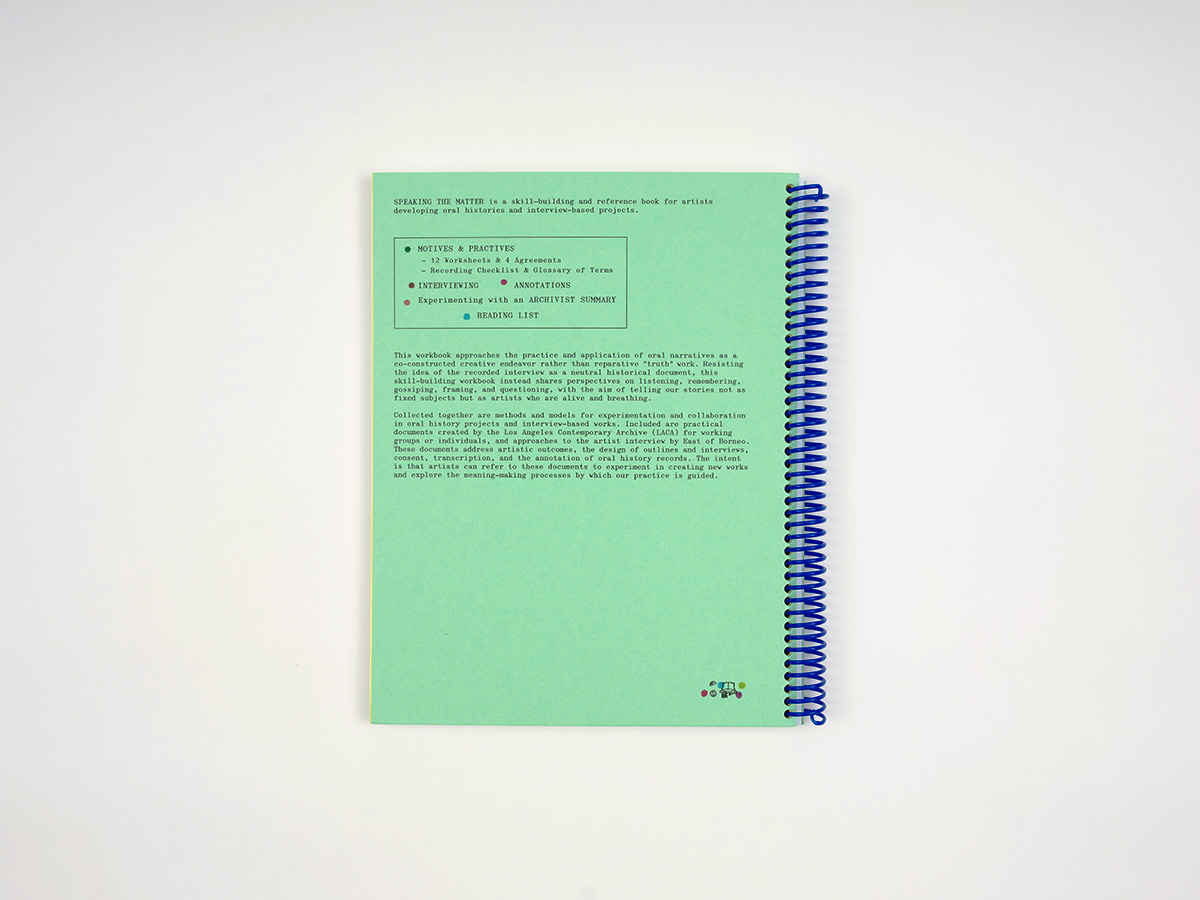 SPEAKING THE MATTER is a skill-building and reference book for artists
developing oral histories and interview-based projects.
MOTIVES & PRACTIVES
- 12 Worksheets & 4 Agreements
- Recording Checklist & Glossary of Terms
INTERVIEWING ANNOTATIONS
Experimenting with an ARCHIVIST SUMMARY
READING LIST
This workbook approaches the practice and application of oral narratives as a
co-constructed creative endeavor rather than reparative "truth" work. Resisting
the idea of the recorded interview as a neutral historical document, this
skill-building workbook instead shares perspectives on listening, remembering,
gossiping, framing, and questioning, with the aim of telling our stories not as
fixed subjects but as artists who are alive and breathing.
Collected together are methods and models for experimentation and collaboration
in oral history projects and interview-based works. Included are practical
documents created by the Los Angeles Contemporary Archive (LACA) for working
groups or individuals, and approaches to the artist interview by East of Borneo.
These documents address artistic outcomes, the design of outlines and interviews,
consent, transcription, and the annotation of oral history records. The intent
is that artists can refer to these documents to experiment in creating new works
and explore the meaning-making processes by which our practice is guided.